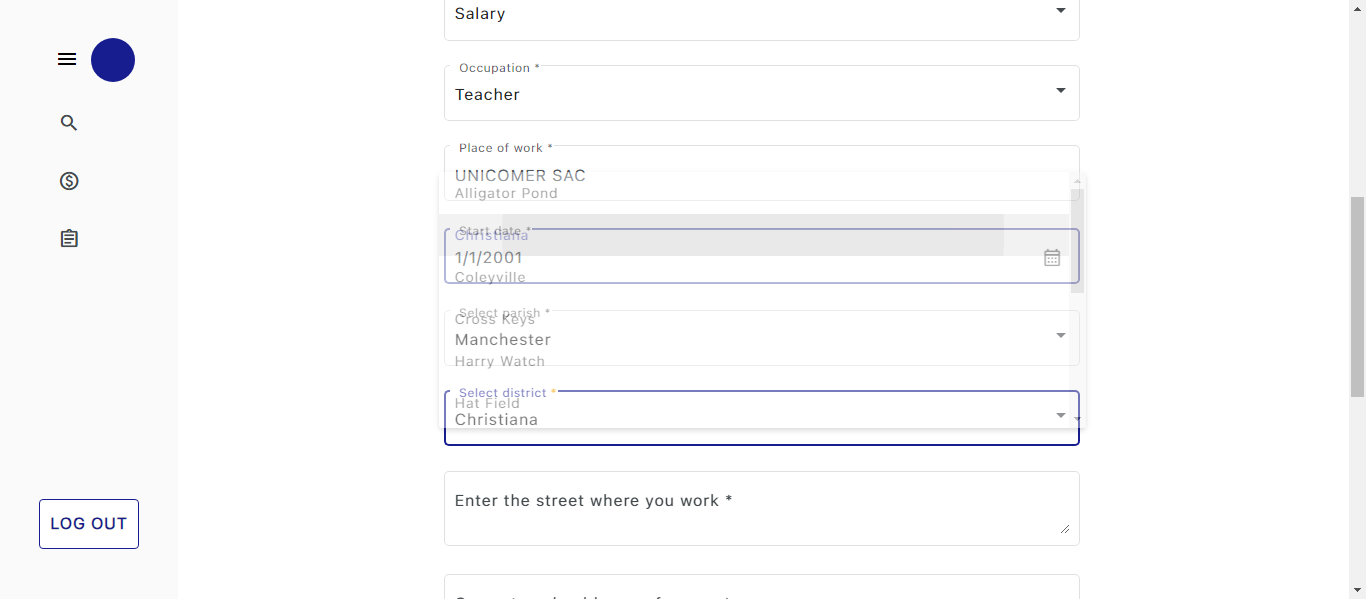 Salary
Occupation *
Teacher
Place of work *
UNICOMER SAC
Alligator Pond
Start date *
Christiana
1/1/2001
Coleyville
Select parish *
Cross Keys
Manchester
Harry Watch
Select district *
Hat Field
Christiana
Enter the street where you work *
LOG OUT